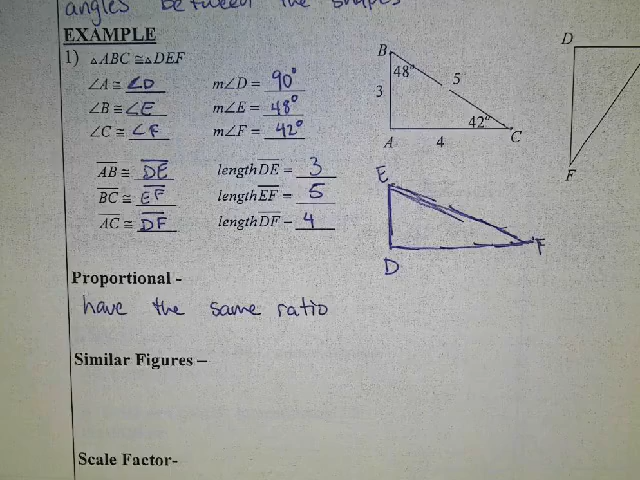 angles between the shapes
EXAMPLE
1) △ABC ≅ △DEF
∠A ≅ ∠D m∠D = 90°
∠B ≅ ∠E m∠E = 48°
∠C ≅ ∠F m∠F = 42°
AB ≅ DE length DE = 3
BC ≅ EF length EF = 5
AC ≅ DF length DF = 4
B
48°
5
3
42°
C
A
4
D
F
E
F
D
Proportional -
have the same ratio
Similar Figures –
Scale Factor-